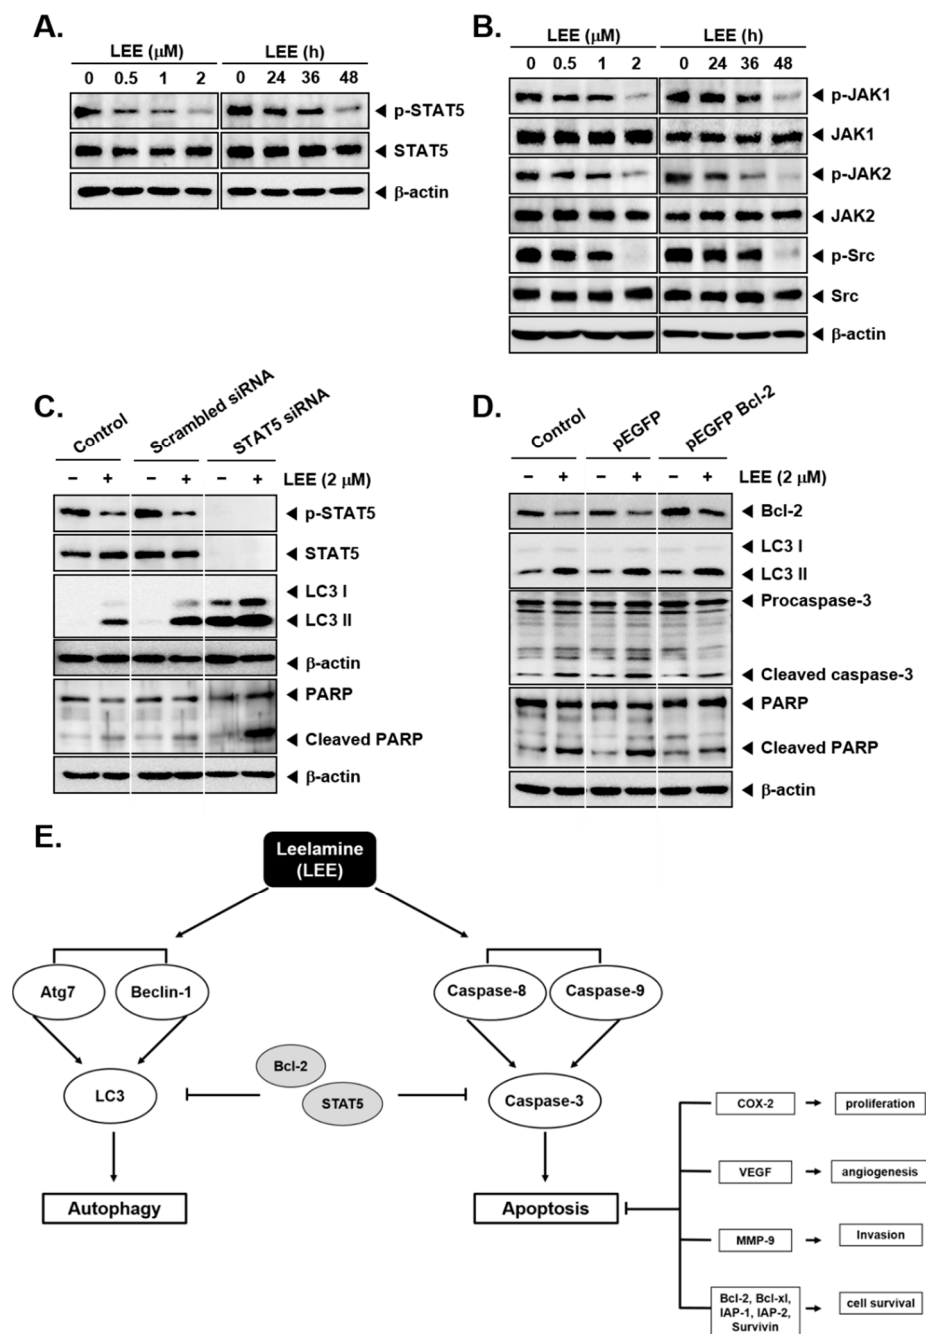 A.
LEE (µM) LEE (h)
0 0.5 1 2 0 24 36 48
p-STAT5
STAT5
β-actin
B.
LEE (µM) LEE (h)
0 0.5 1 2 0 24 36 48
p-JAK1
JAK1
p-JAK2
JAK2
p-Src
Src
β-actin
C.
Control Scrambled siRNA STAT5 siRNA
− + − + − + LEE (2 µM)
p-STAT5
STAT5
LC3 I
LC3 II
β-actin
PARP
Cleaved PARP
β-actin
D.
Control pEGFP pEGFP Bcl-2
− + − + − + LEE (2 µM)
Bcl-2
LC3 I
LC3 II
Procaspase-3
Cleaved caspase-3
PARP
Cleaved PARP
β-actin
E.
Leelamine
(LEE)
Atg7 Beclin-1 Caspase-8 Caspase-9
Bcl-2
LC3 STAT5 Caspase-3
Autophagy Apoptosis
COX-2 proliferation
VEGF angiogenesis
MMP-9 Invasion
Bcl-2, Bcl-xl,
IAP-1, IAP-2,
Survivin
cell survival